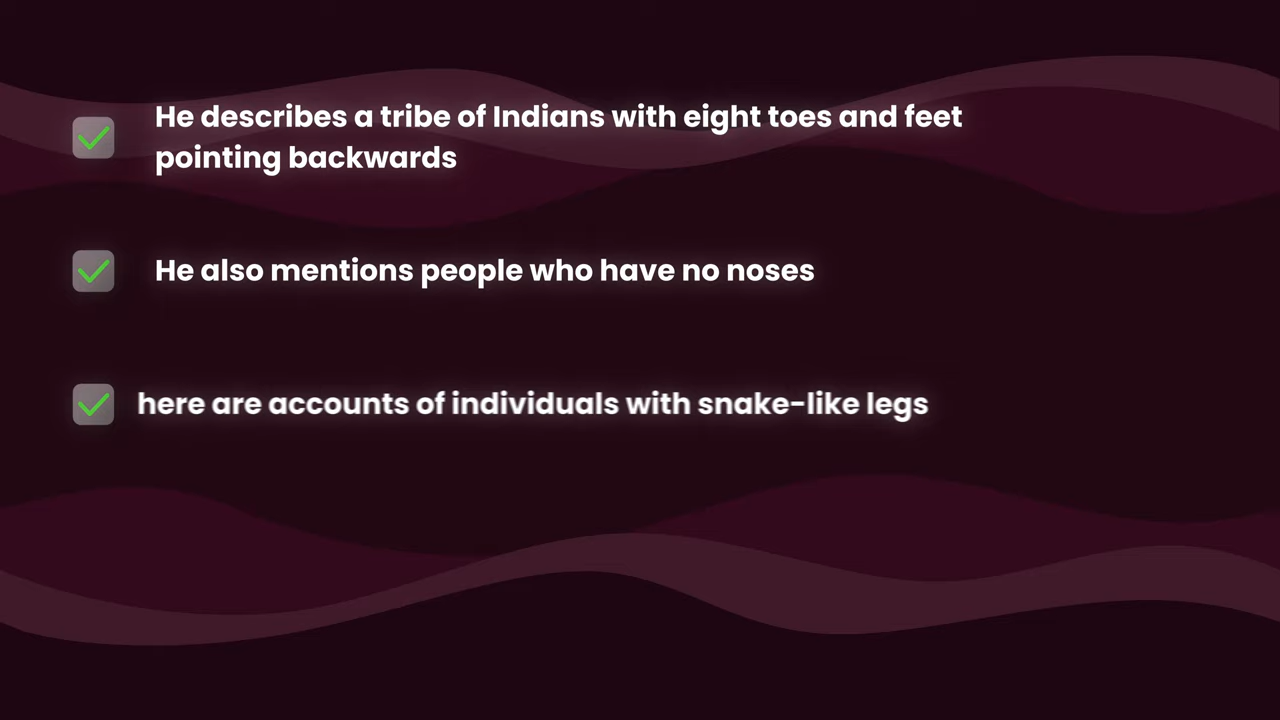 He describes a tribe of Indians with eight toes and feet
pointing backwards
He also mentions people who have no noses
here are accounts of individuals with snake-like legs